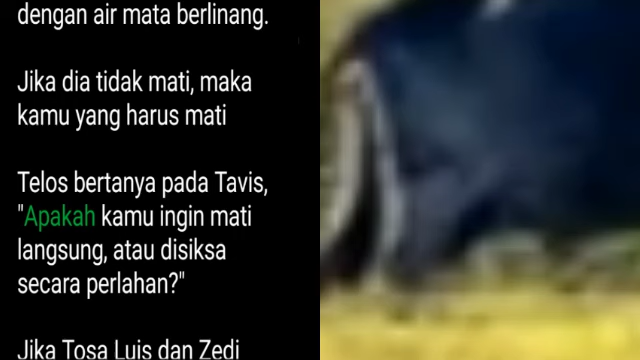 dengan air mata berlinang.
Jika dia tidak mati, maka
kamu yang harus mati
Telos bertanya pada Tavis,
"Apakah kamu ingin mati
langsung, atau disiksa
secara perlahan?"
Jika Tosa Luis dan Zedi